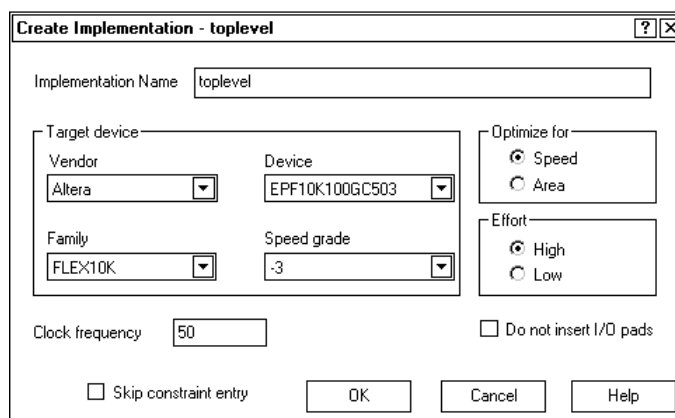 Create Implementation - toplevel
Implementation Name toplevel
Target device
Vendor Device
Altera EPF10K100GC503
Family Speed grade
FLEX10K -3
Optimize for
Speed
Area
Effort
High
Low
Clock frequency 50
Do not insert I/O pads
Skip constraint entry OK Cancel Help